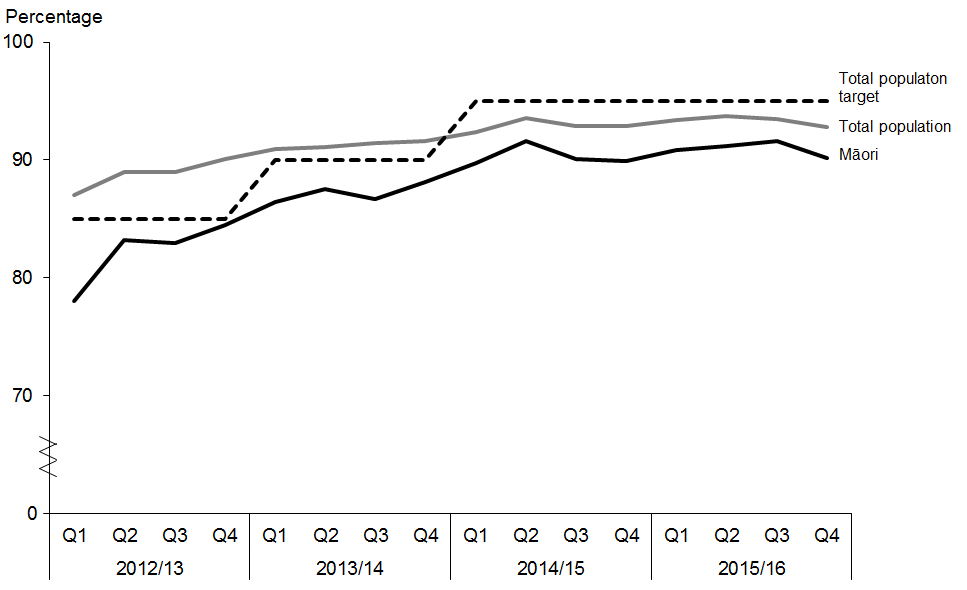 Percentage
100
90
80
70
0
Total populaton
target
Total population
Māori
Q1 Q2 Q3 Q4 Q1 Q2 Q3 Q4 Q1 Q2 Q3 Q4 Q1 Q2 Q3 Q4
2012/13 2013/14 2014/15 2015/16